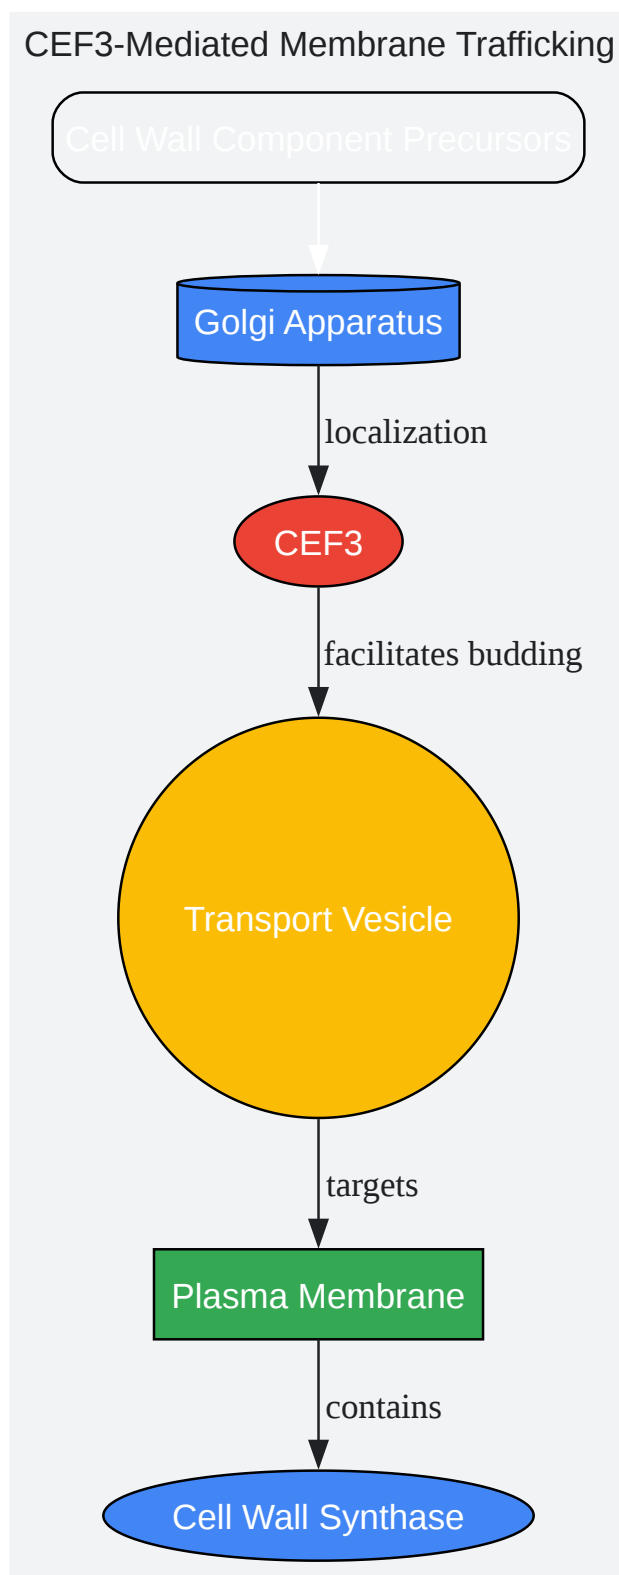 CEF3-Mediated Membrane Trafficking
Cell Wall Component Precursors
Golgi Apparatus
localization
CEF3
facilitates budding
Transport Vesicle
targets
Plasma Membrane
contains
Cell Wall Synthase